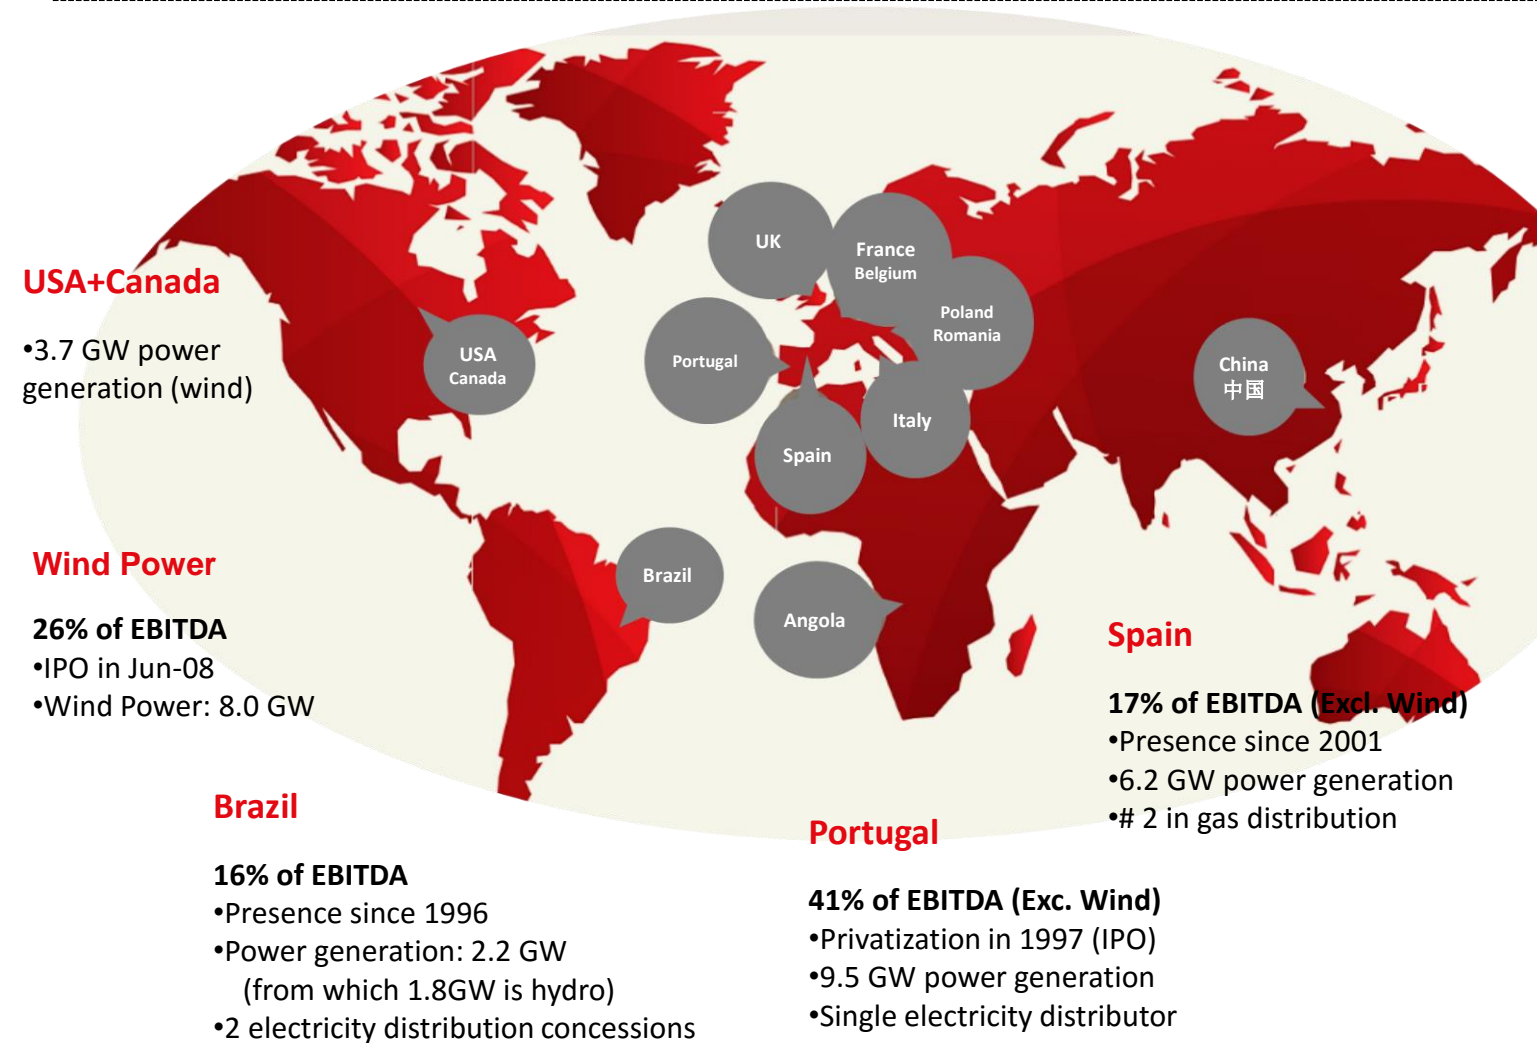 UK
France
Belgium
USA+Canada
Poland
Romania
•3.7 GW power
generation (wind)
USA
Canada
Portugal
China
中国
Italy
Spain
Wind Power
26% of EBITDA
•IPO in Jun-08
•Wind Power: 8.0 GW
Brazil
Angola
Spain
17% of EBITDA (Excl. Wind)
•Presence since 2001
•6.2 GW power generation
•# 2 in gas distribution
Brazil
16% of EBITDA
•Presence since 1996
•Power generation: 2.2 GW
(from which 1.8GW is hydro)
•2 electricity distribution concessions
Portugal
41% of EBITDA (Exc. Wind)
•Privatization in 1997 (IPO)
•9.5 GW power generation
•Single electricity distributor